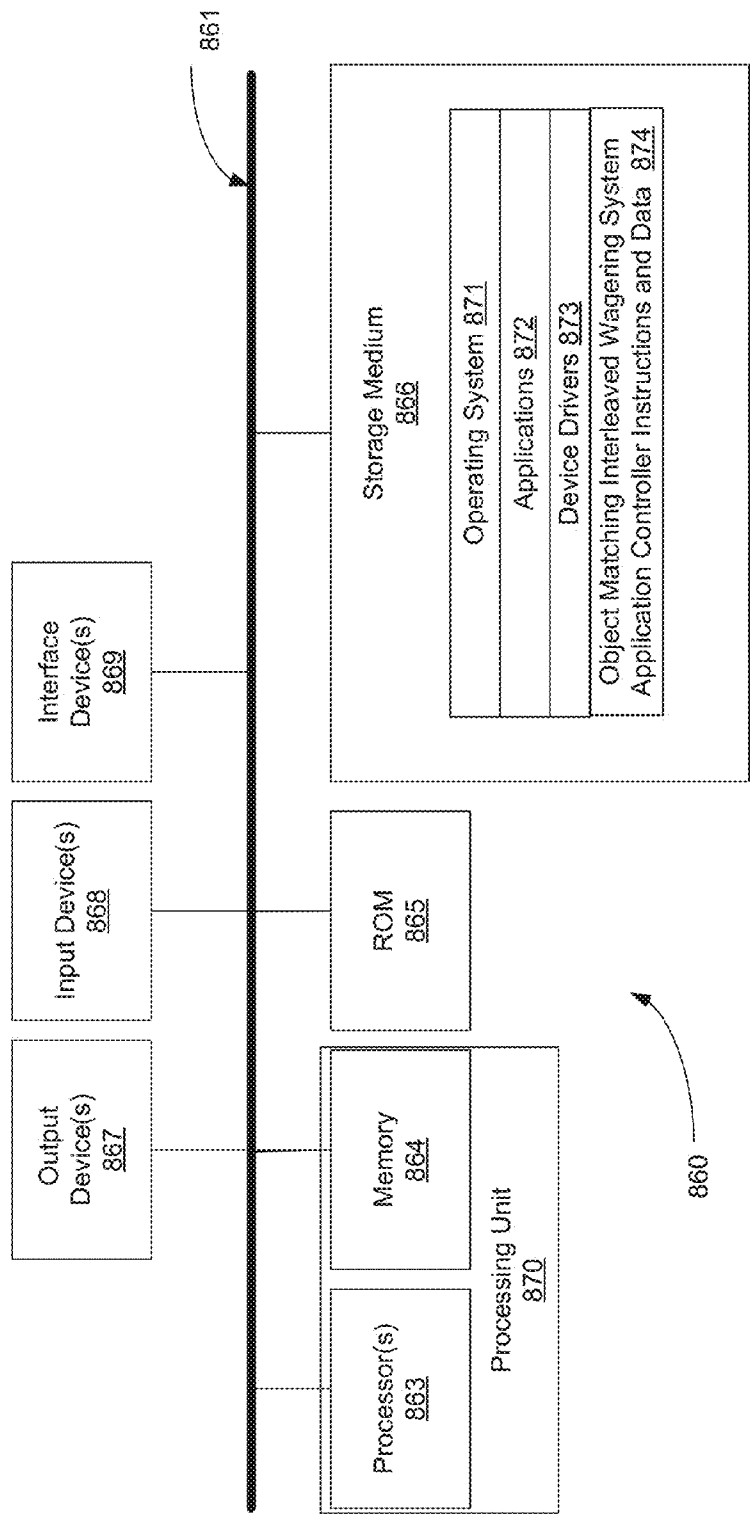 Output
Device(s)
867
Input Device(s)
868
Interface
Device(s)
869
861
Processor(s)
863
Memory
864
Processing Unit
870
ROM
865
Storage Medium
866
Operating System 871
Applications 872
Device Drivers 873
Object Matching Interleaved Wagering System
Application Controller Instructions and Data 874
860